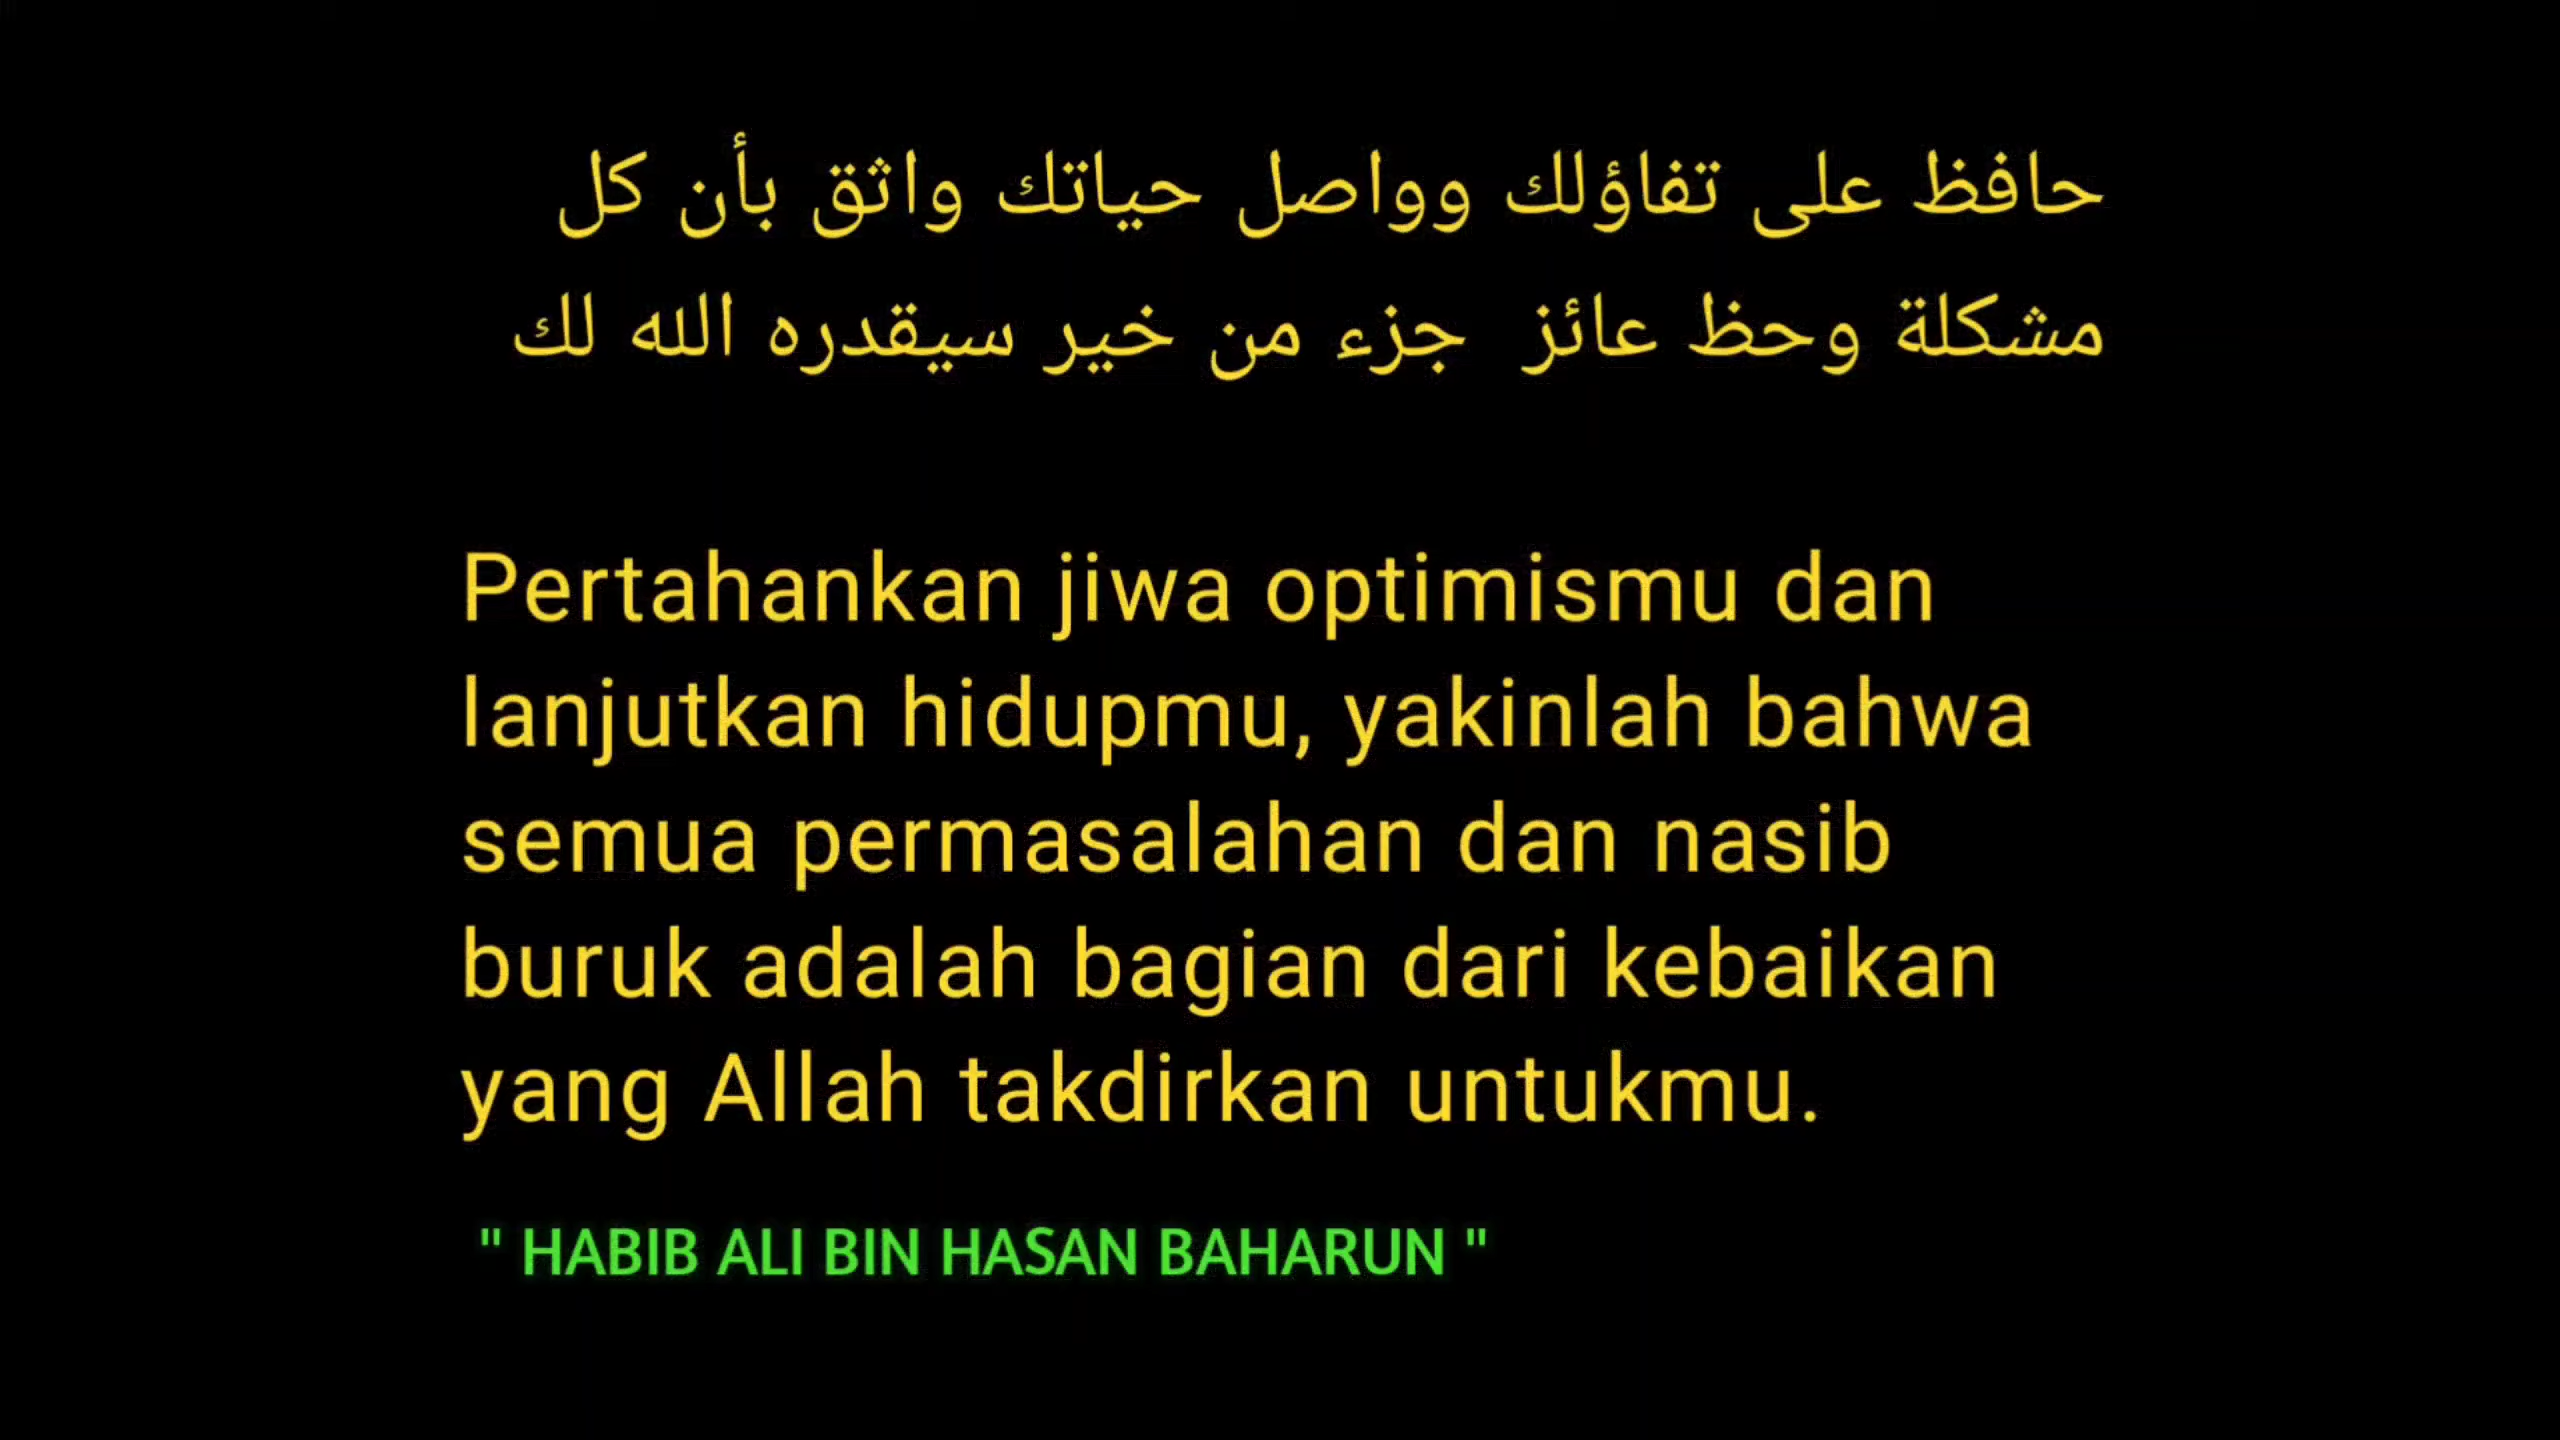 حافظ على تفاؤلك وواصل حياتك واثق بأن كل
مشكلة وحظ عائز جزء من خير سيقدره الله لك
Pertahankan jiwa optimismu dan
lanjutkan hidupmu, yakinlah bahwa
semua permasalahan dan nasib
buruk adalah bagian dari kebaikan
yang Allah takdirkan untukmu.
" HABIB ALI BIN HASAN BAHARUN "